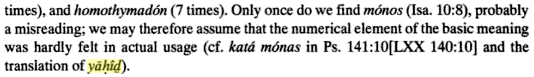 times), and homothymadón (7 times). Only once do we find mónos (Isa. 10:8), probably
a misreading; we may therefore assume that the numerical element of the basic meaning
was hardly felt in actual usage (cf. katá mónas in Ps. 141:10[LXX 140:10] and the
translation of yāḥîḏ).